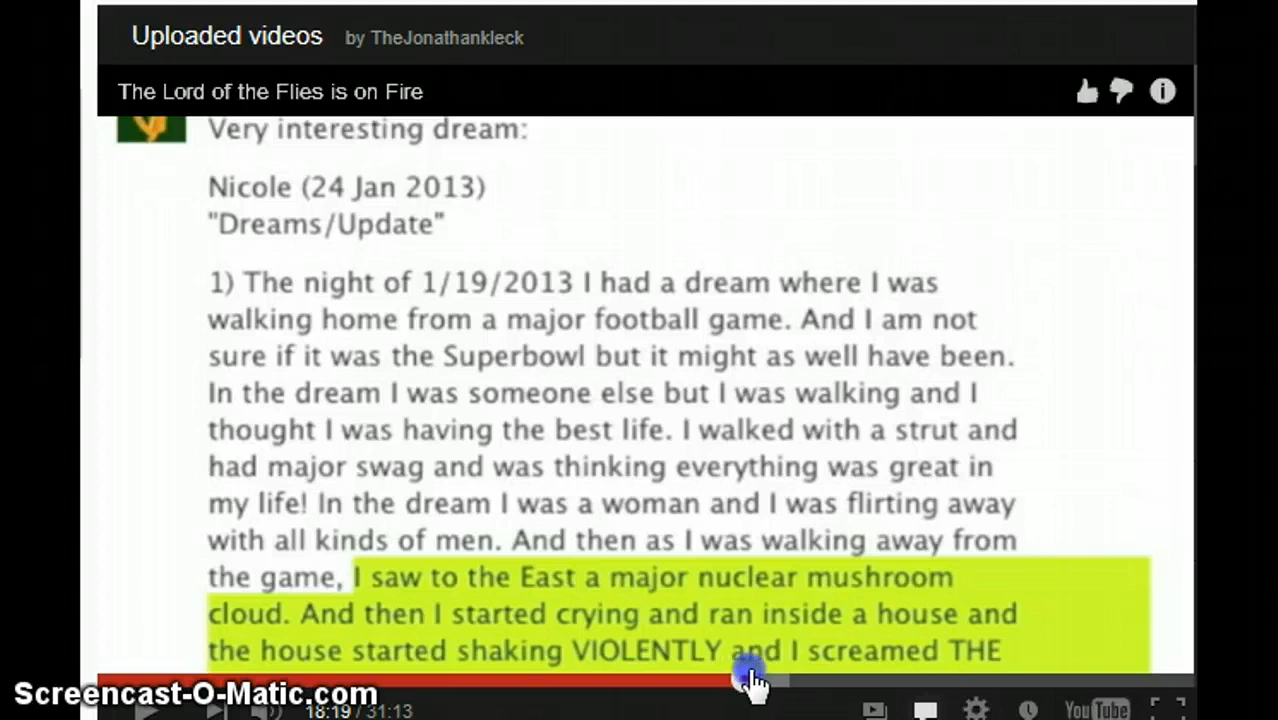 Uploaded videos by TheJonathankleck
The Lord of the Flies is on Fire
Very interesting dream:
Nicole (24 Jan 2013)
"Dreams/Update"
1) The night of 1/19/2013 I had a dream where I was
walking home from a major football game. And I am not
sure if it was the Superbowl but it might as well have been.
In the dream I was someone else but I was walking and I
thought I was having the best life. I walked with a strut and
had major swag and was thinking everything was great in
my life! In the dream I was a woman and I was flirting away
with all kinds of men. And then as I was walking away from
the game, I saw to the East a major nuclear mushroom
cloud. And then I started crying and ran inside a house and
the house started shaking VIOLENTLY and I screamed THE
Screencast-O-Matic.com
18:19 / 31:13
YouTube